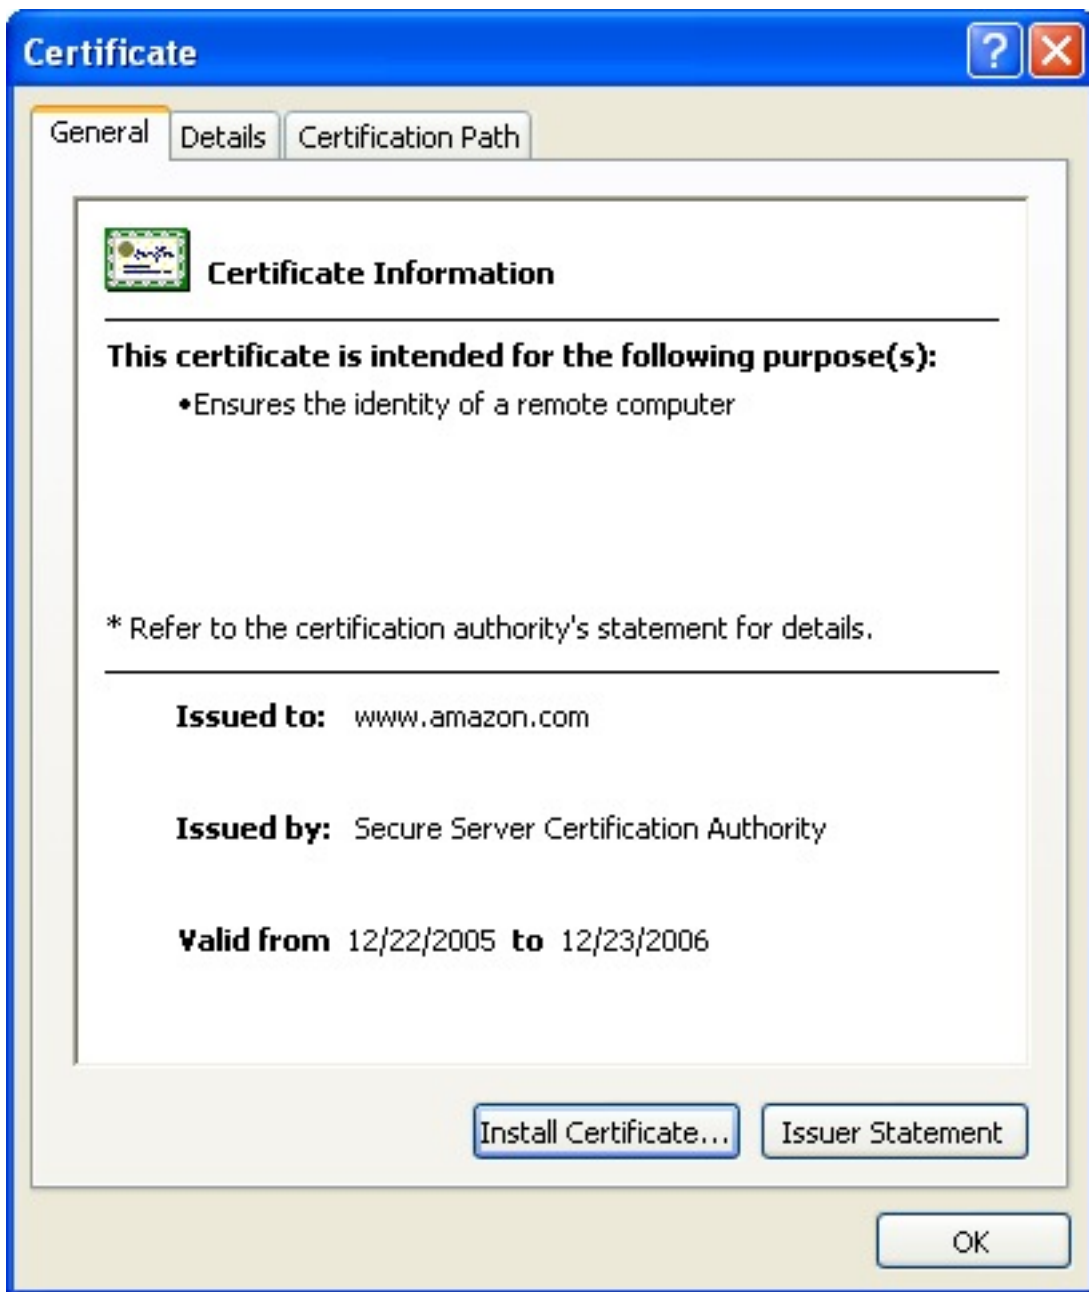 Certificate
General Details Certification Path
Certificate Information
This certificate is intended for the following purpose(s):
•Ensures the identity of a remote computer
* Refer to the certification authority's statement for details.
Issued to: www.amazon.com
Issued by: Secure Server Certification Authority
Valid from 12/22/2005 to 12/23/2006
Install Certificate... Issuer Statement
OK